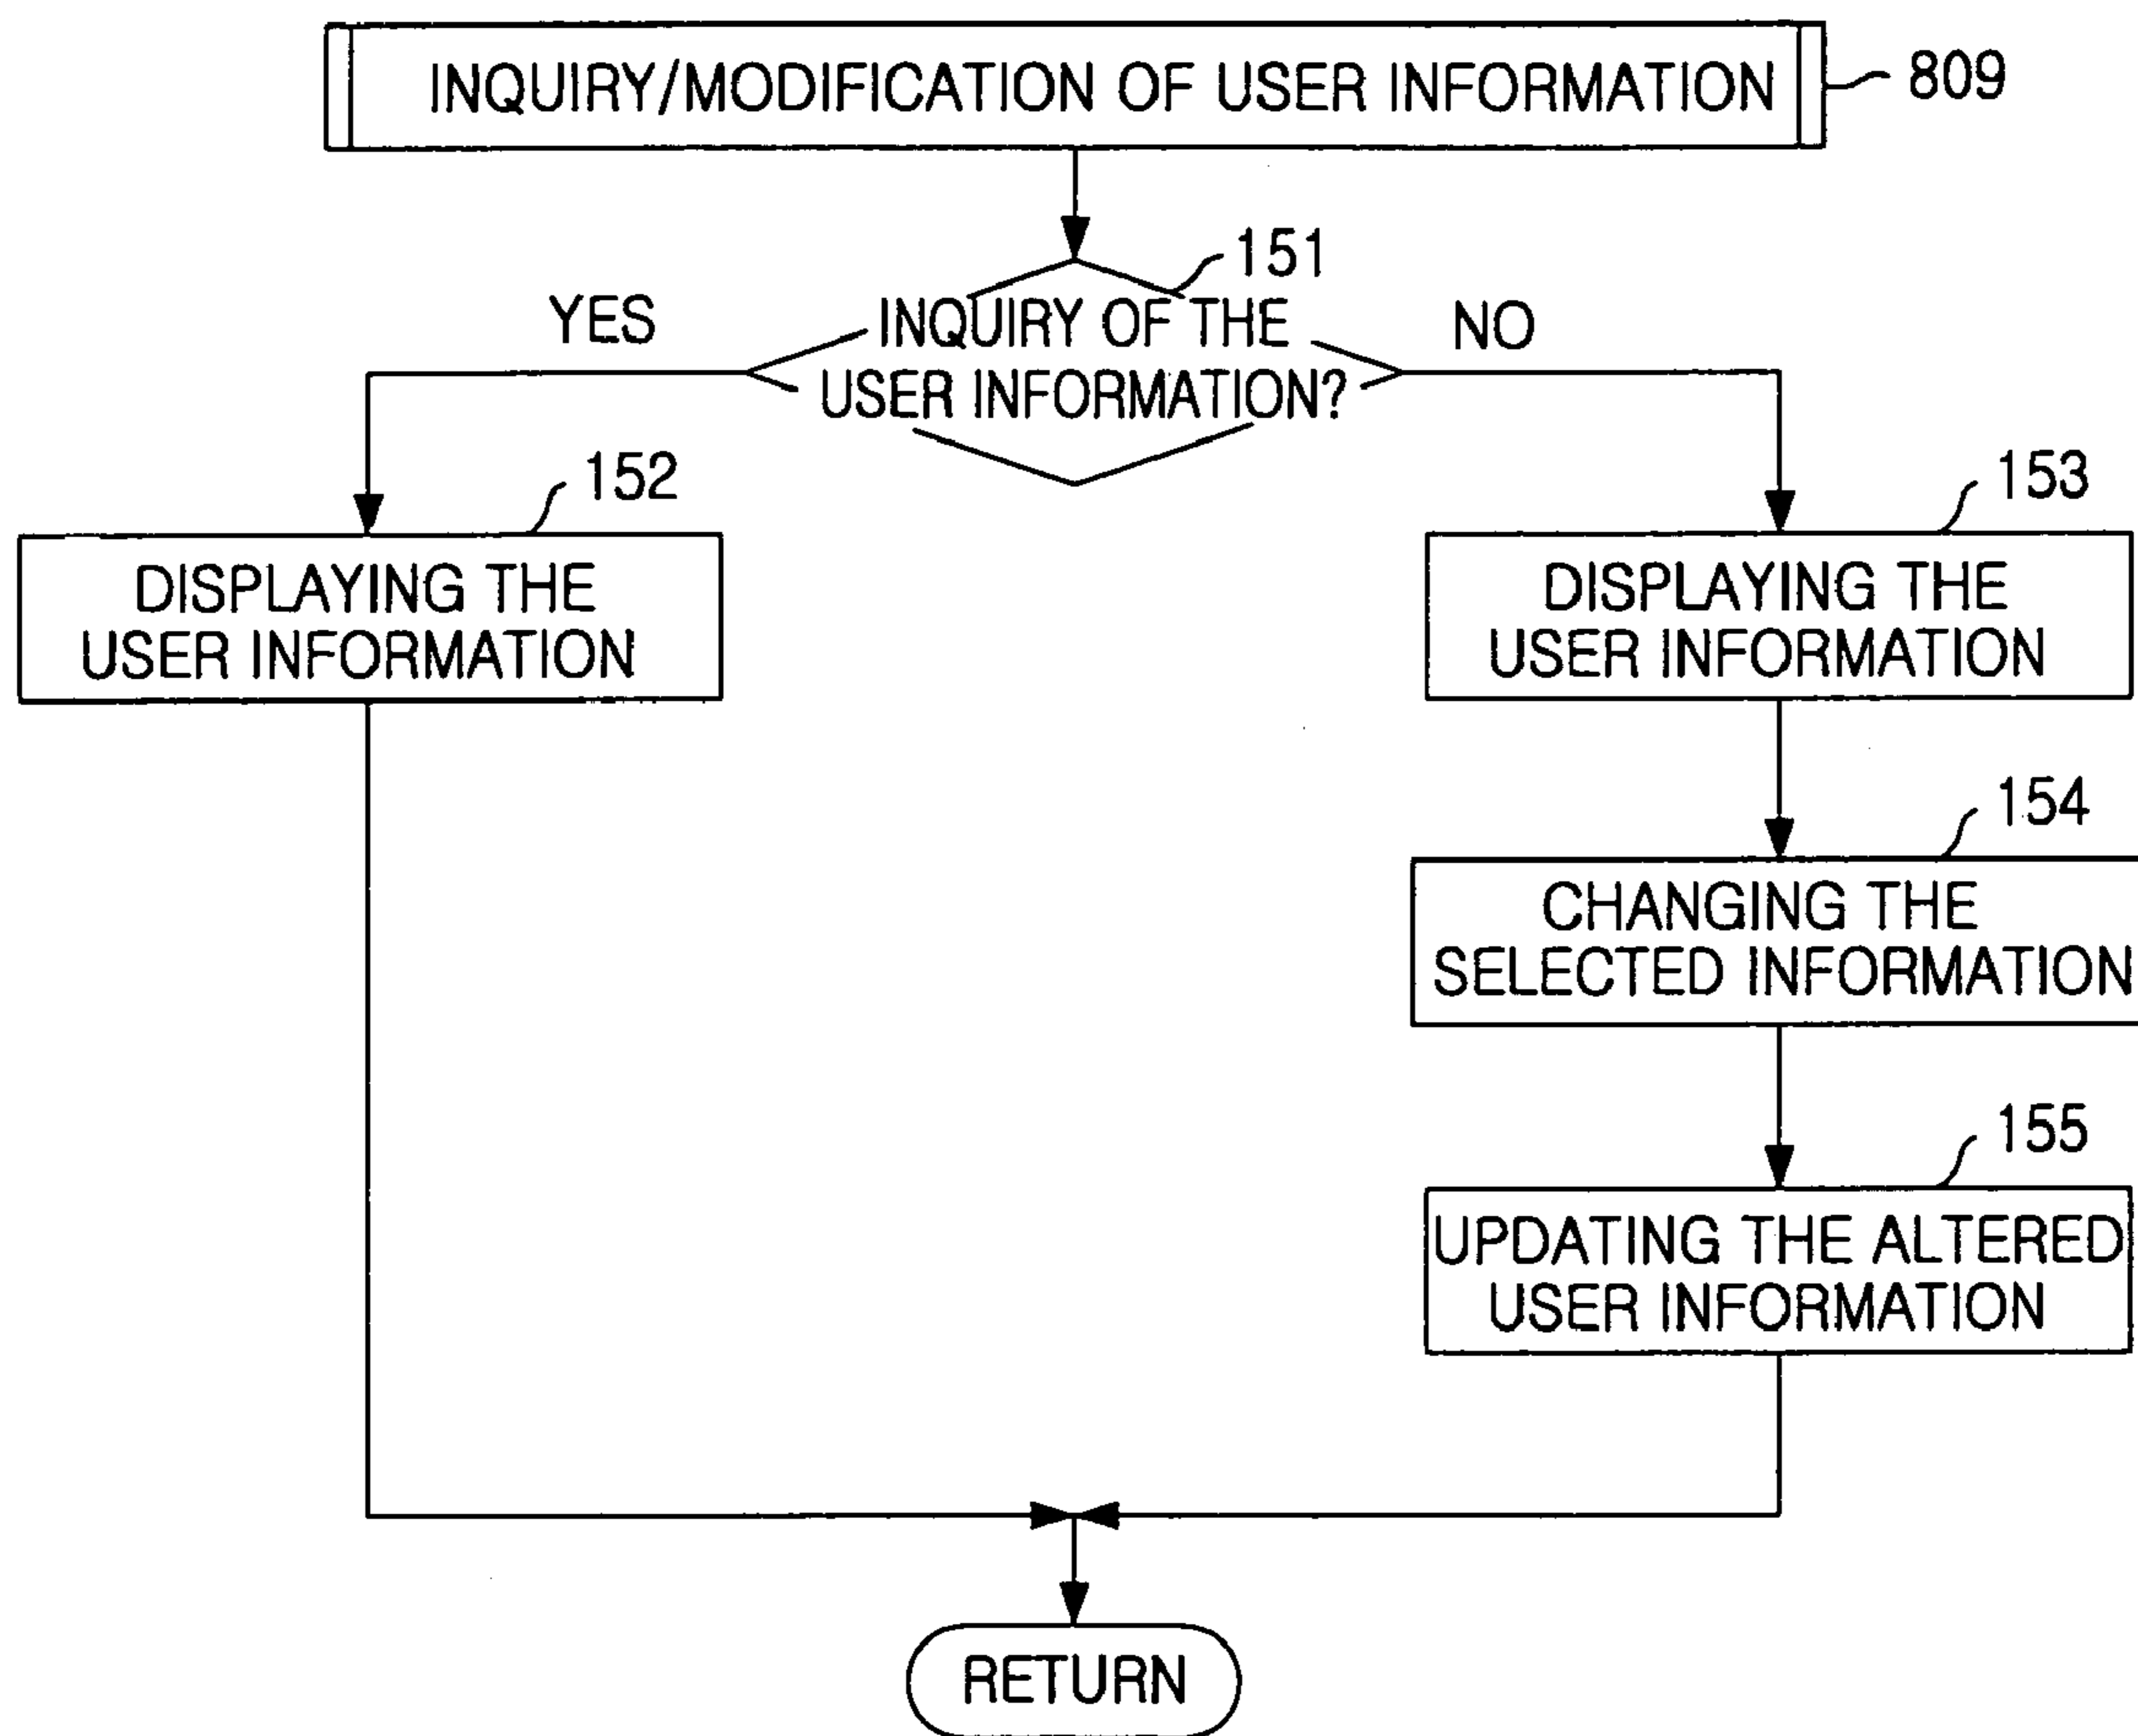 INQUIRY/MODIFICATION OF USER INFORMATION
809
151
YES
INQUIRY OF THE
USER INFORMATION?
NO
152
DISPLAYING THE
USER INFORMATION
153
DISPLAYING THE
USER INFORMATION
154
CHANGING THE
SELECTED INFORMATION
155
UPDATING THE ALTERED
USER INFORMATION
RETURN